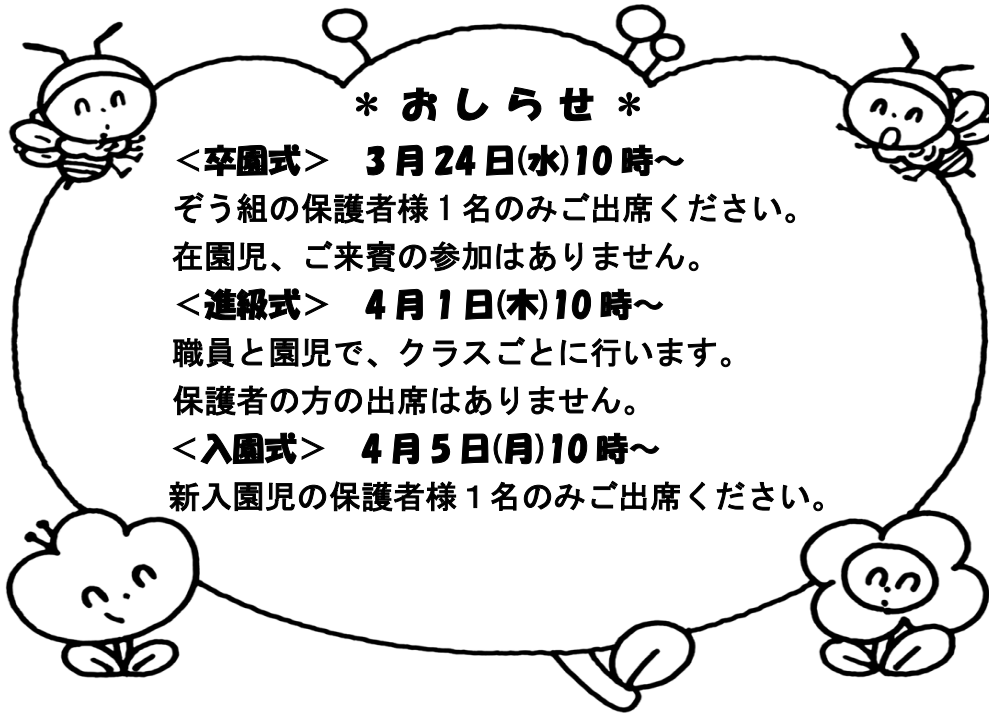 ＊ おしらせ ＊
＜卒園式＞　３月24日(水)10時～
ぞう組の保護者様１名のみご出席ください。
在園児、ご来賓の参加はありません。
＜進級式＞　４月１日(木)10時～
職員と園児で、クラスごとに行います。
保護者の方の出席はありません。
＜入園式＞　４月５日(月)10時～
新入園児の保護者様１名のみご出席ください。